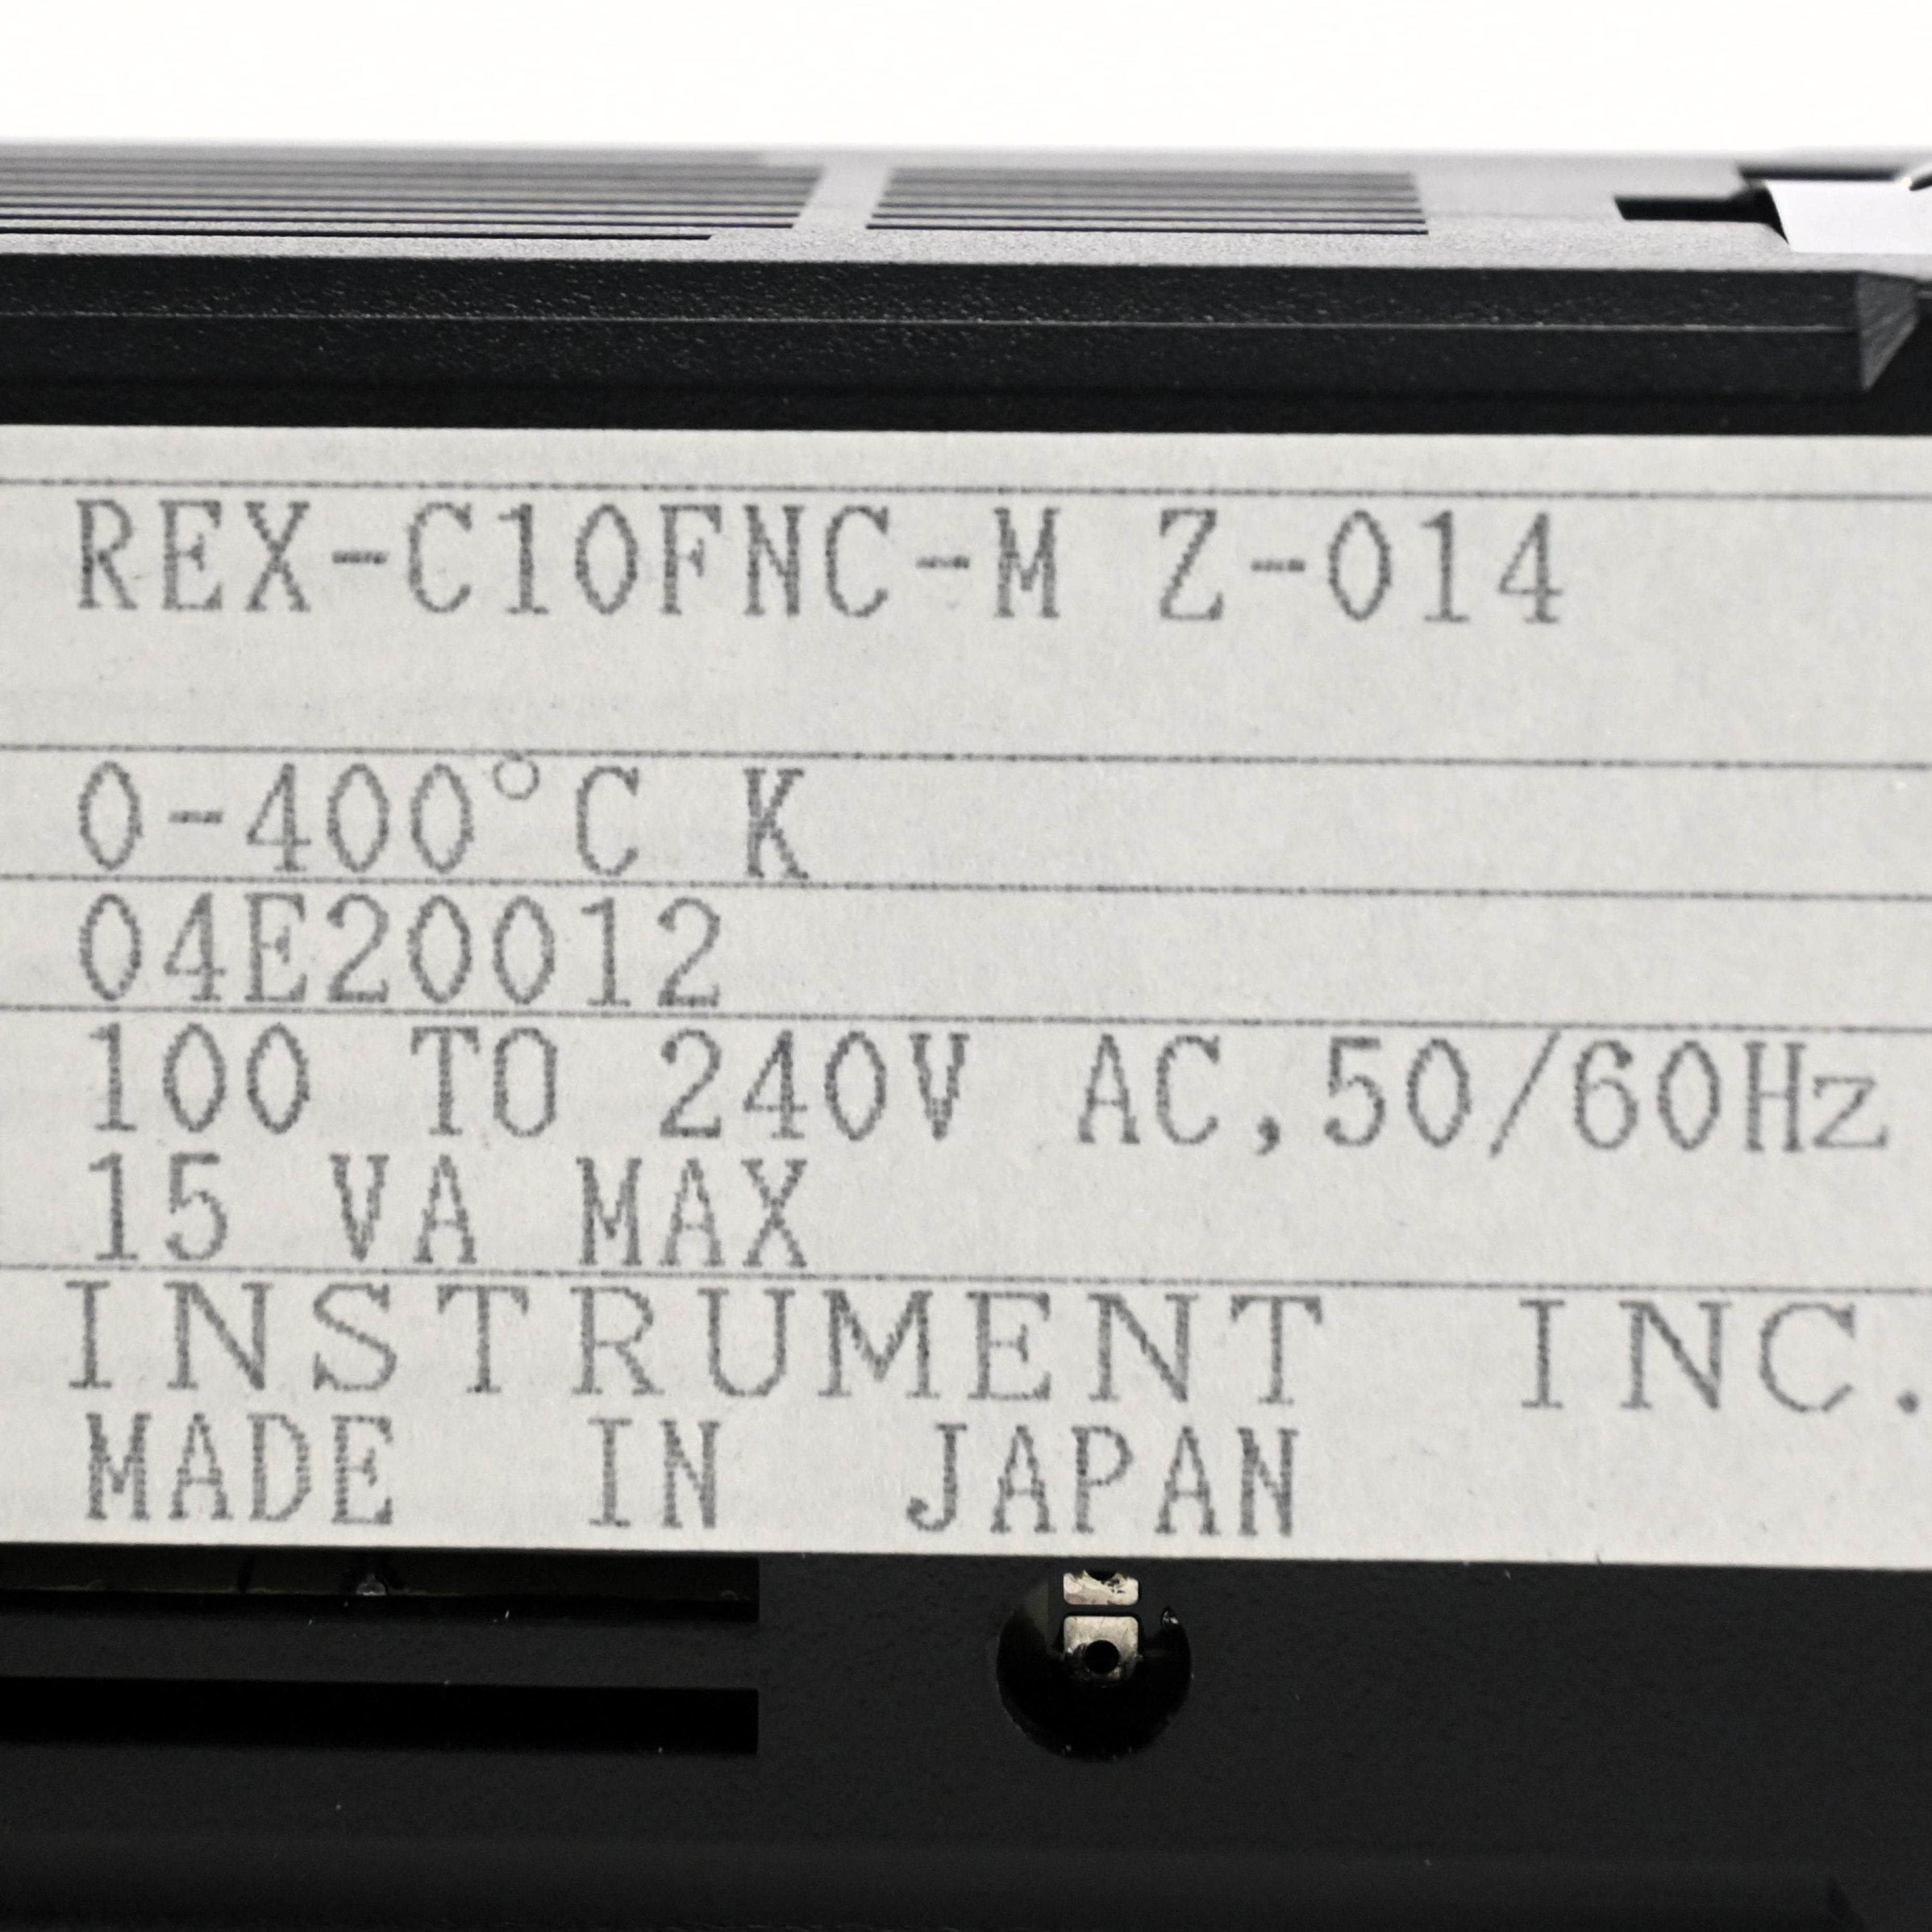 REX-C10FNC-M Z-014
0-400°C K
04E20012
100 TO 240V AC,50/60Hz
15 VA MAX
INSTRUMENT INC.
MADE IN JAPAN